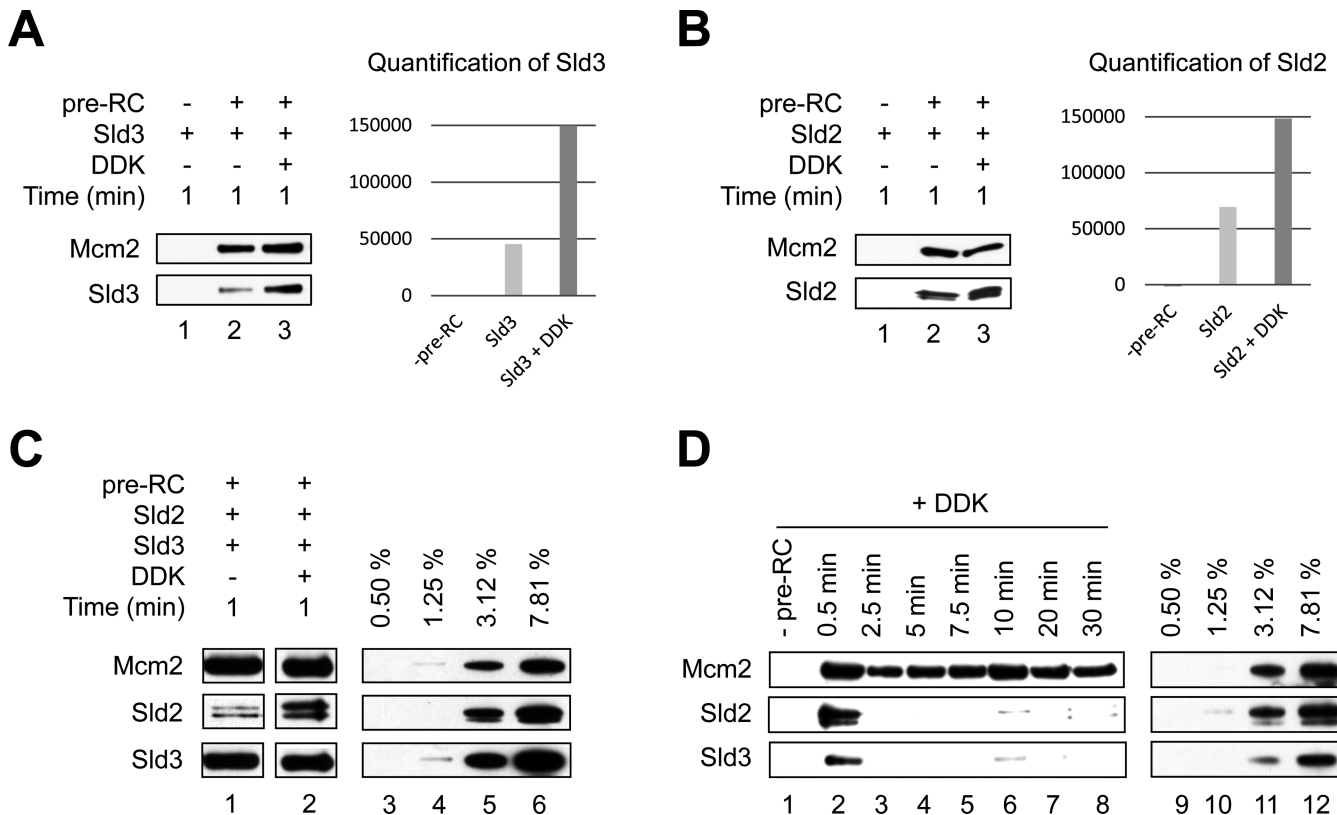 A
Quantification of Sld3
pre-RC - + +
Sld3 + + +
DDK - - +
Time (min) 1 1 1
Mcm2
Sld3
1 2 3
150000
100000
50000
0
-pre-RC
Sld3
Sld3 + DDK
B
Quantification of Sld2
pre-RC - + +
Sld2 + + +
DDK - - +
Time (min) 1 1 1
Mcm2
Sld2
1 2 3
150000
100000
50000
0
-pre-RC
Sld2
Sld2 + DDK
C
pre-RC + +
Sld2 + +
Sld3 + +
DDK - +
Time (min) 1 1
0.50 %
1.25 %
3.12 %
7.81 %
Mcm2
Sld2
Sld3
1 2 3 4 5 6
D
+ DDK
- pre-RC
0.5 min
2.5 min
5 min
7.5 min
10 min
20 min
30 min
0.50 %
1.25 %
3.12 %
7.81 %
Mcm2
Sld2
Sld3
1 2 3 4 5 6 7 8 9 10 11 12